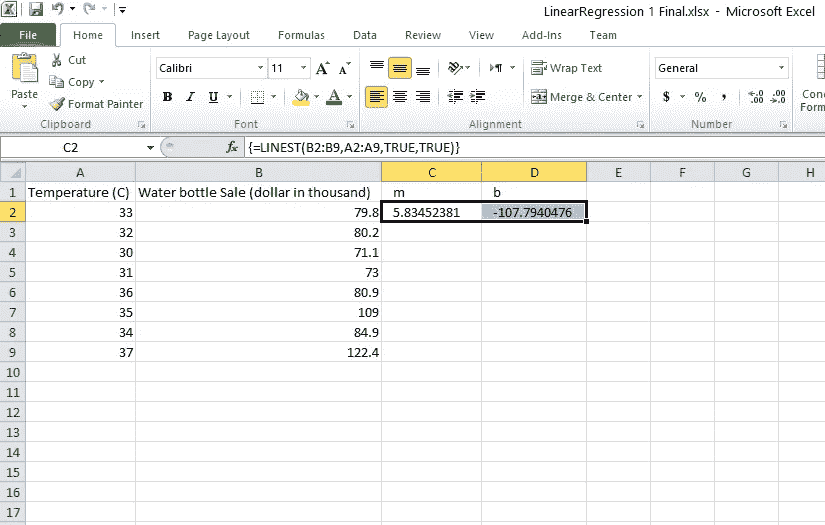 LinearRegression 1 Final.xlsx - Microsoft Excel
File Home Insert Page Layout Formulas Data Review View Add-Ins Team
Paste
Cut
Copy
Format Painter
Clipboard
Calibri 11 A A
B I U A
Font
Wrap Text
Merge & Center
Alignment
General
$ % ,
Number
Con
Form
C2 fx {=LINEST(B2:B9,A2:A9,TRUE,TRUE)}
A B C D E F G H
1 Temperature (C) Water bottle Sale (dollar in thousand) m b
2 33 79.8 5.83452381 -107.7940476
3 32 80.2
4 30 71.1
5 31 73
6 36 80.9
7 35 109
8 34 84.9
9 37 122.4
10
11
12
13
14
15
16
17